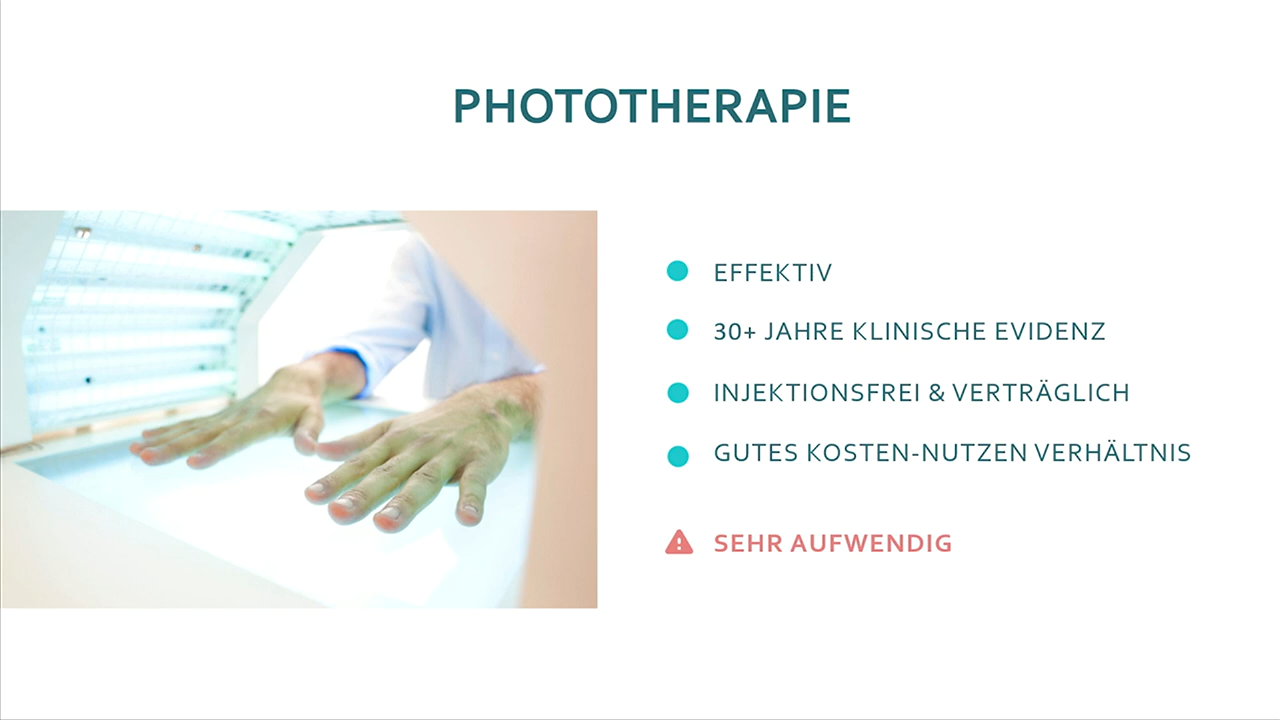 PHOTOTHERAPIE
EFFEKTIV
30+ JAHRE KLINISCHE EVIDENZ
INJEKTIONSFREI & VERTRÄGLICH
GUTES KOSTEN-NUTZEN VERHÄLTNIS
SEHR AUFWENDIG